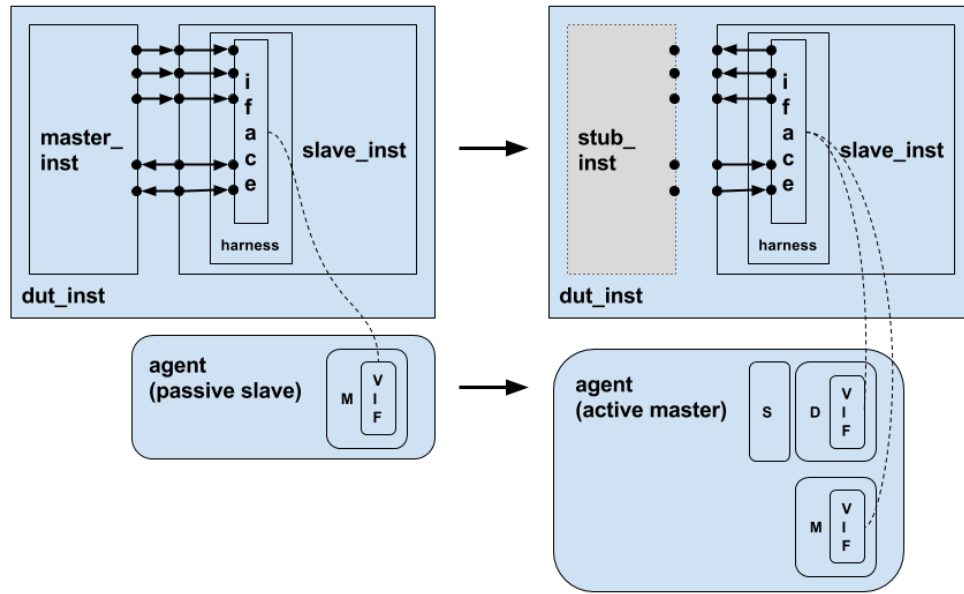 master_
inst
i
f
a
c
e
slave_inst
harness
dut_inst
stub_
inst
i
f
a
c
e
slave_inst
harness
dut_inst
agent
(passive slave)
M
V
I
F
agent
(active master)
S
D
V
I
F
M
V
I
F